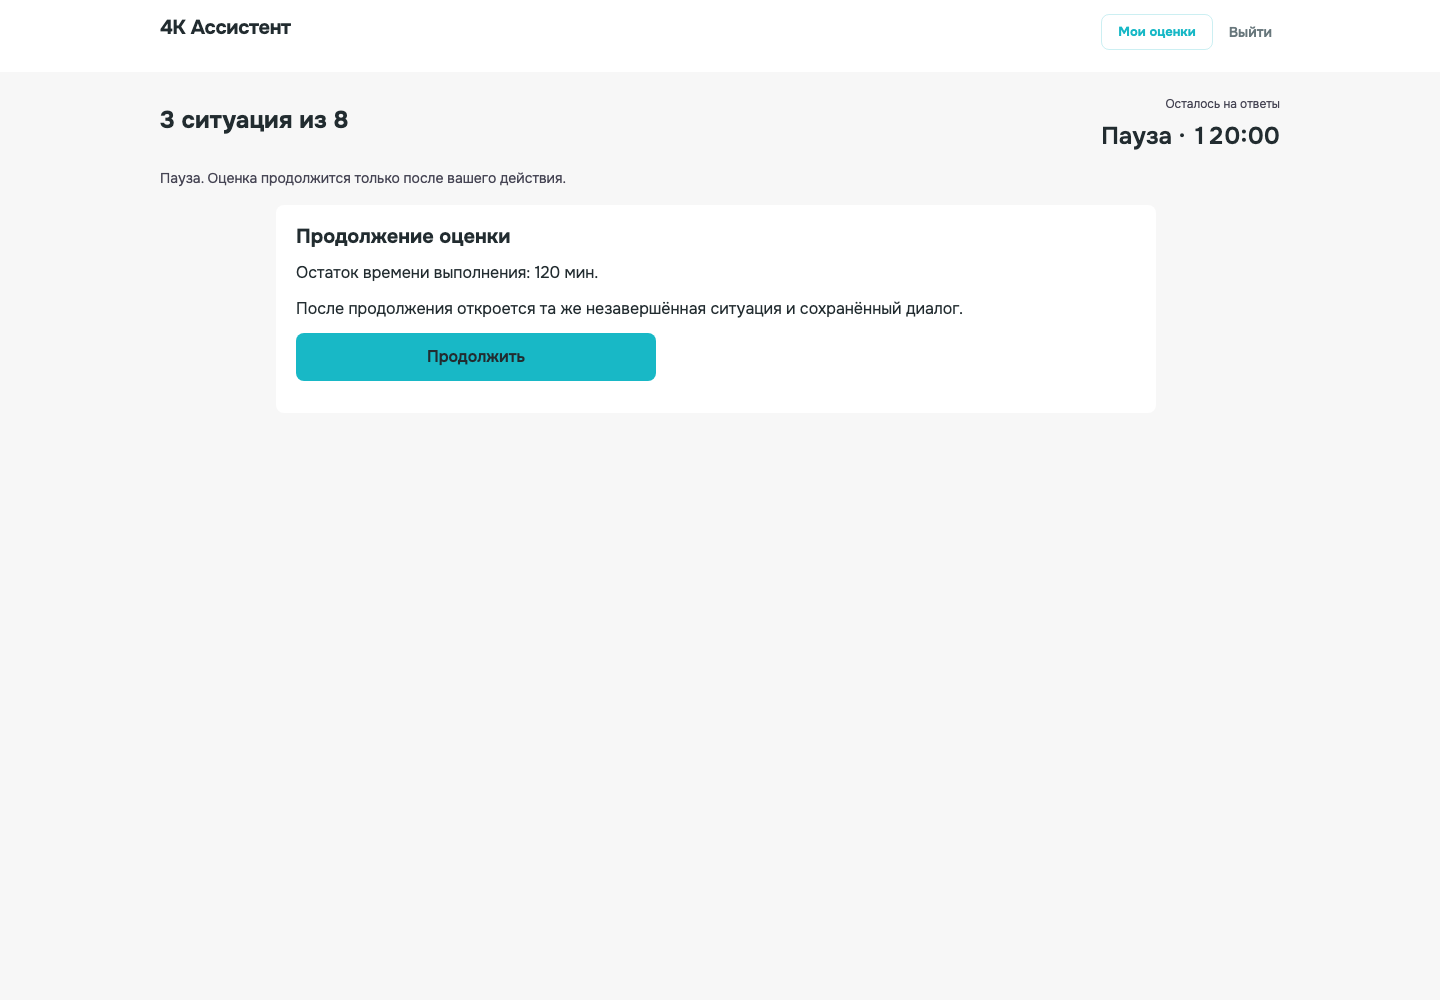 4К Ассистент
Мои оценки
Выйти
3 ситуация из 8
Осталось на ответы
Пауза · 120:00
Пауза. Оценка продолжится только после вашего действия.
Продолжение оценки
Остаток времени выполнения: 120 мин.
После продолжения откроется та же незавершённая ситуация и сохранённый диалог.
Продолжить